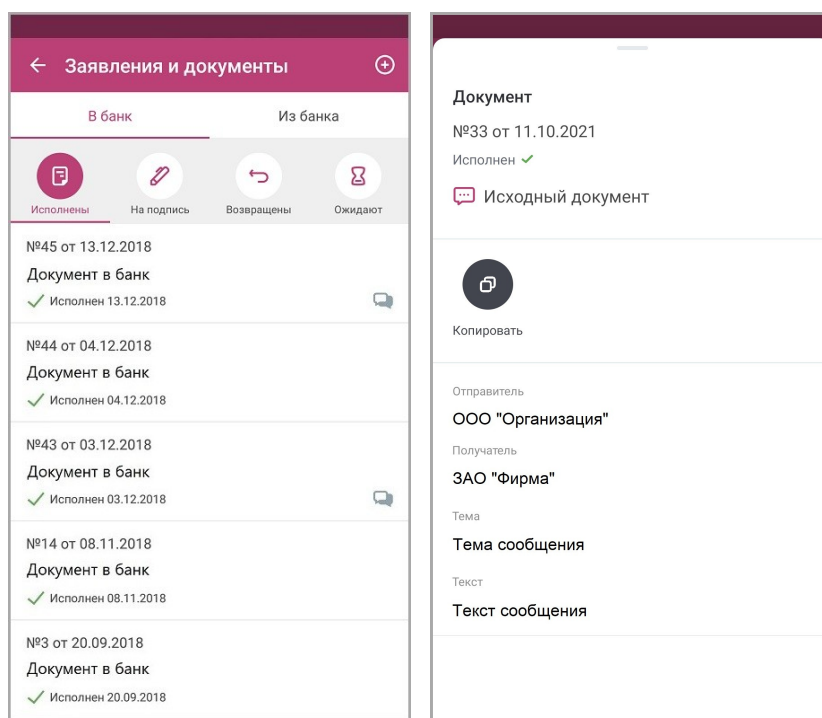 Заявления и документы
В банк
Из банка
Исполнены
На подпись
Возвращены
Ожидают
№45 от 13.12.2018
Документ в банк
Исполнен 13.12.2018
№44 от 04.12.2018
Документ в банк
Исполнен 04.12.2018
№43 от 03.12.2018
Документ в банк
Исполнен 03.12.2018
№14 от 08.11.2018
Документ в банк
Исполнен 08.11.2018
№3 от 20.09.2018
Документ в банк
Исполнен 20.09.2018
Документ
№33 от 11.10.2021
Исполнен
Исходный документ
Копировать
Отправитель
ООО "Организация"
Получатель
ЗАО "Фирма"
Тема
Тема сообщения
Текст
Текст сообщения